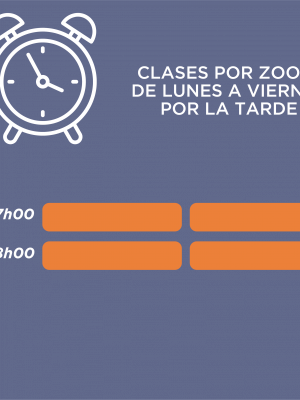 CLASES POR ZOO
DE LUNES A VIERN
POR LA TARDE
7h00
8h00